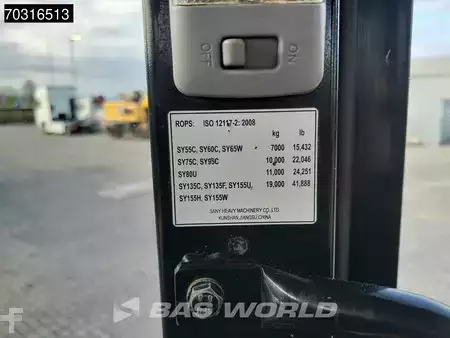 70316513
OFF
ON
ROPS: ISO 12117-2: 2008
kg lb
SY55C, SY60C, SY65W 7000 15,432
SY75C, SY95C 10,000 22,046
SY80U 11,000 24,251
SY135C, SY135F, SY155U, 19,000 41,888
SY155H, SY155W
SANY HEAVY MACHINERY CO.,LTD
KUNSHAN,JIANGSU,CHINA
BAS WORLD